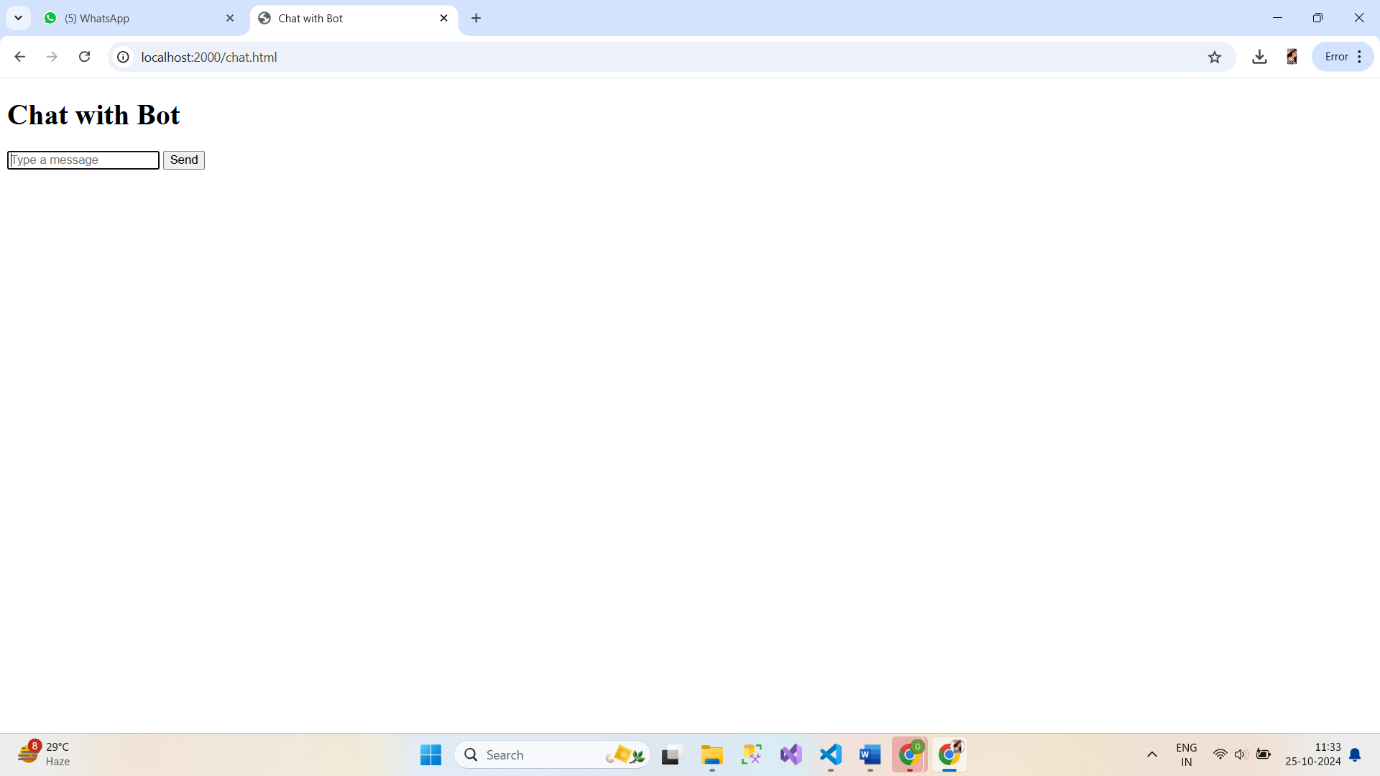 (5) WhatsApp
Chat with Bot
localhost:2000/chat.html
Error
Chat with Bot
Type a message
Send
8
29°C
Haze
Search
W
G
ENG
IN
11:33
25-10-2024